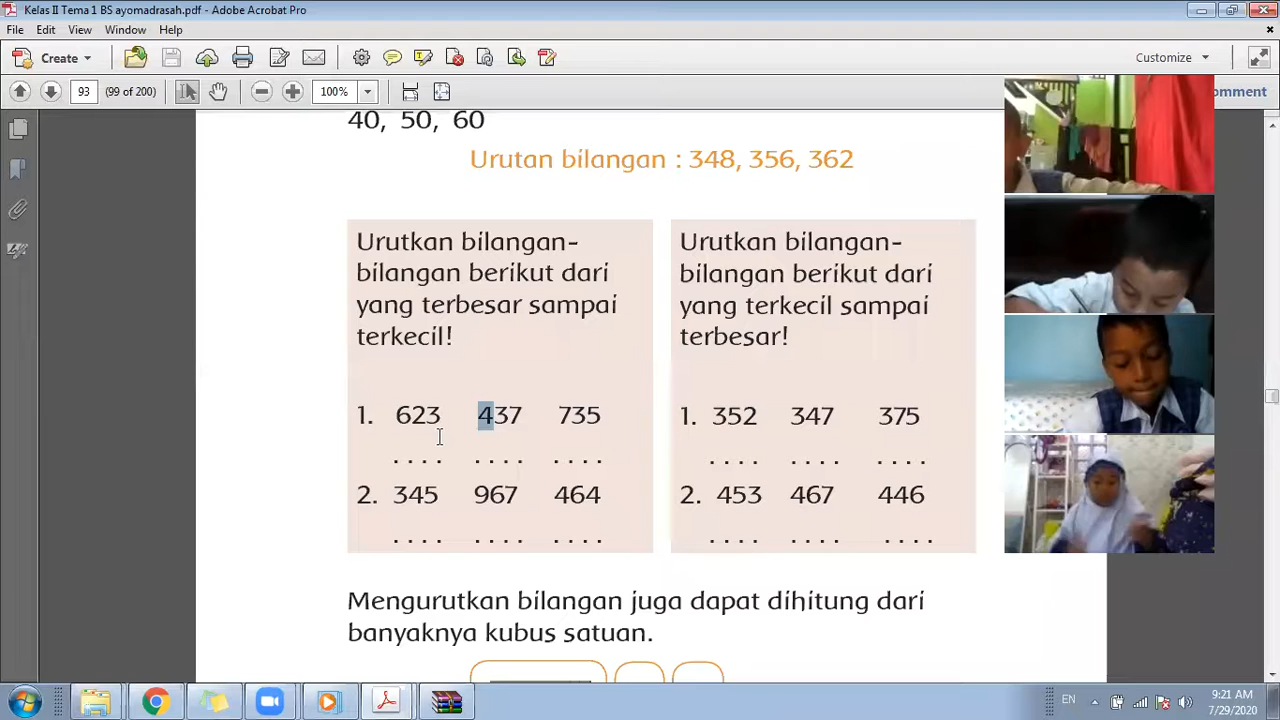 Kelas II Tema 1 BS ayomadrasah.pdf - Adobe Acrobat Pro
File Edit View Window Help
Create Customize
93 (99 of 200) 100% omment
40, 50, 60
Urutan bilangan : 348, 356, 362
Urutkan bilangan-
bilangan berikut dari
yang terbesar sampai
terkecil!
1. 623 437 735
.... .... ....
2. 345 967 464
.... .... ....
Urutkan bilangan-
bilangan berikut dari
yang terkecil sampai
terbesar!
1. 352 347 375
.... .... ....
2. 453 467 446
.... .... ....
Mengurutkan bilangan juga dapat dihitung dari
banyaknya kubus satuan.
EN 9:21 AM
7/29/2020